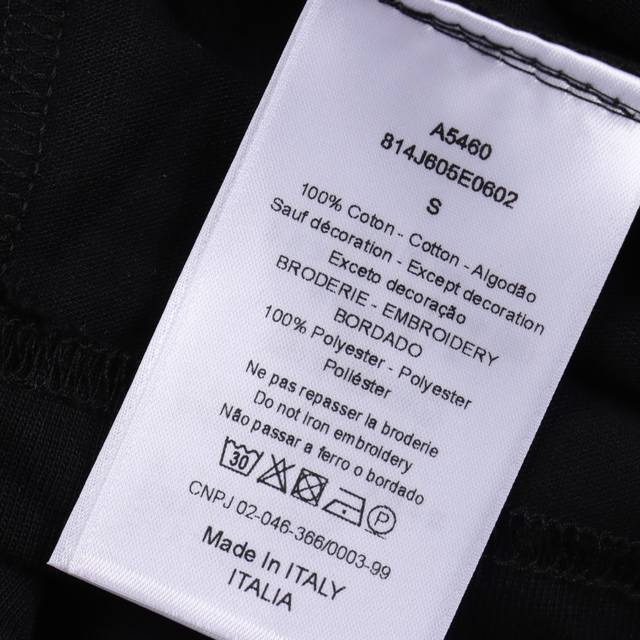 A5460
814J605E0602
S
100% Coton - Cotton - Algodão
Sauf décoration - Except decoration
Exceto decoração
BRODERIE - EMBROIDERY
BORDADO
100% Polyester - Polyester
Poliéster
Ne pas repasser la broderie
Do not Iron embroidery
Não passar a ferro o bordado
30 P
CNPJ 02-046-366/0003-99
Made In ITALY
ITALIA